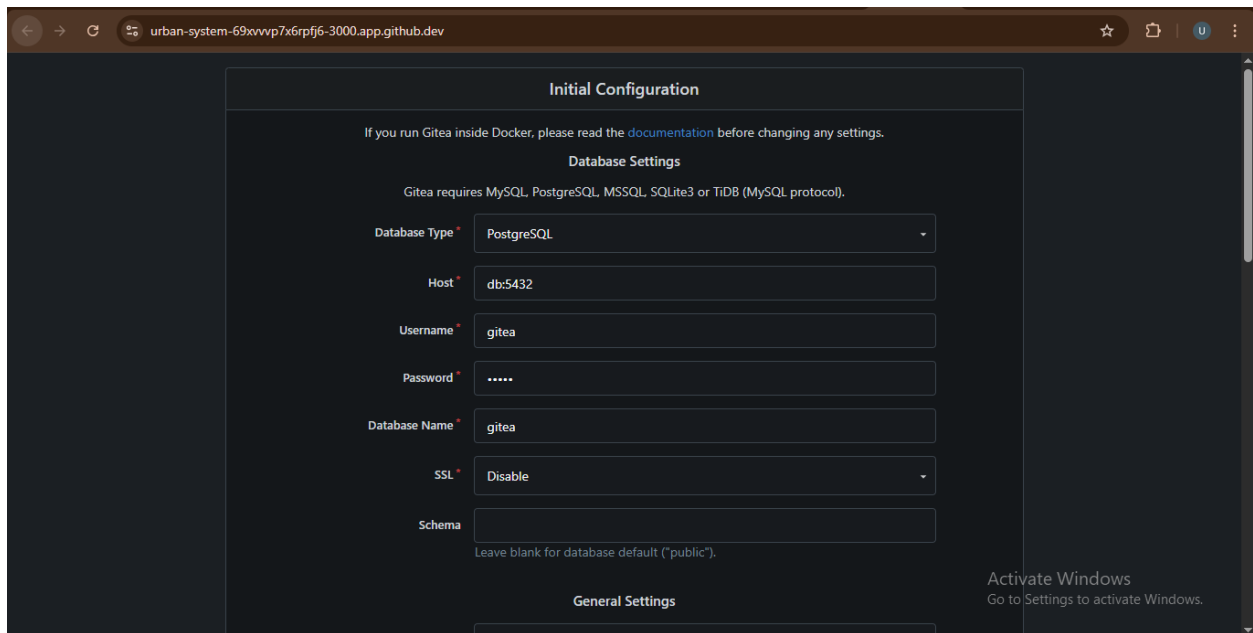 urban-system-69xvvvp7x6rpfj6-3000.app.github.dev
U
Initial Configuration
If you run Gitea inside Docker, please read the documentation before changing any settings.
Database Settings
Gitea requires MySQL, PostgreSQL, MSSQL, SQLite3 or TiDB (MySQL protocol).
Database Type *
PostgreSQL
Host *
db:5432
Username *
gitea
Password *
•••••
Database Name *
gitea
SSL *
Disable
Schema
Leave blank for database default ("public").
General Settings
Activate Windows
Go to Settings to activate Windows.